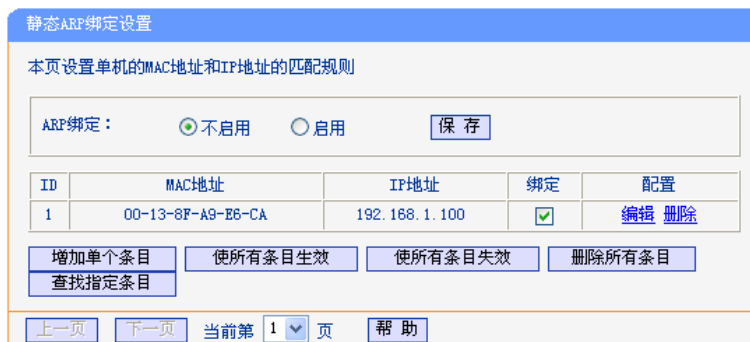 静态ARP绑定设置
本页设置单机的MAC地址和IP地址的匹配规则
ARP绑定： 不启用 启用 保 存
ID MAC地址 IP地址 绑定 配置
1 00-13-8F-A9-E6-CA 192.168.1.100 编辑 删除
增加单个条目 使所有条目生效 使所有条目失效 删除所有条目
查找指定条目
上一页 下一页 当前第 1 页 帮 助